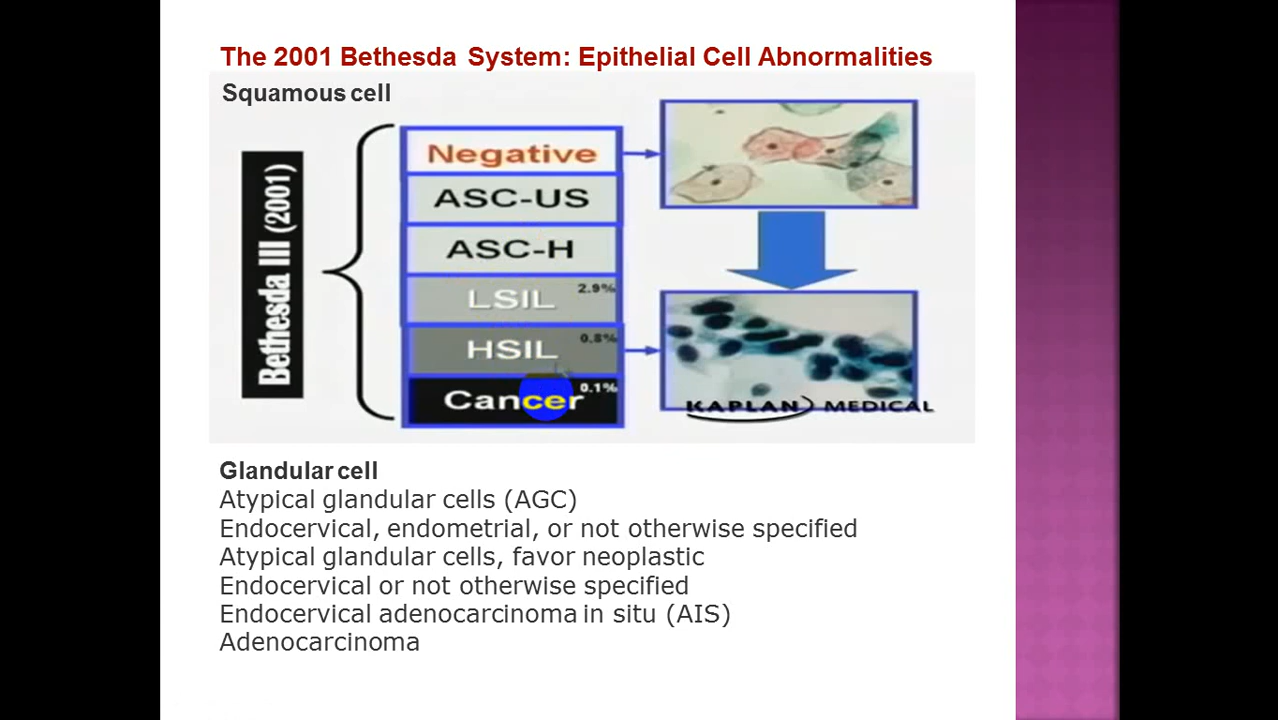 The 2001 Bethesda System: Epithelial Cell Abnormalities
Squamous cell
Bethesda III (2001)
Negative
ASC-US
ASC-H
LSIL 2.9%
HSIL 0.8%
Cancer 0.1%
KAPLAN MEDICAL
Glandular cell
Atypical glandular cells (AGC)
Endocervical, endometrial, or not otherwise specified
Atypical glandular cells, favor neoplastic
Endocervical or not otherwise specified
Endocervical adenocarcinoma in situ (AIS)
Adenocarcinoma